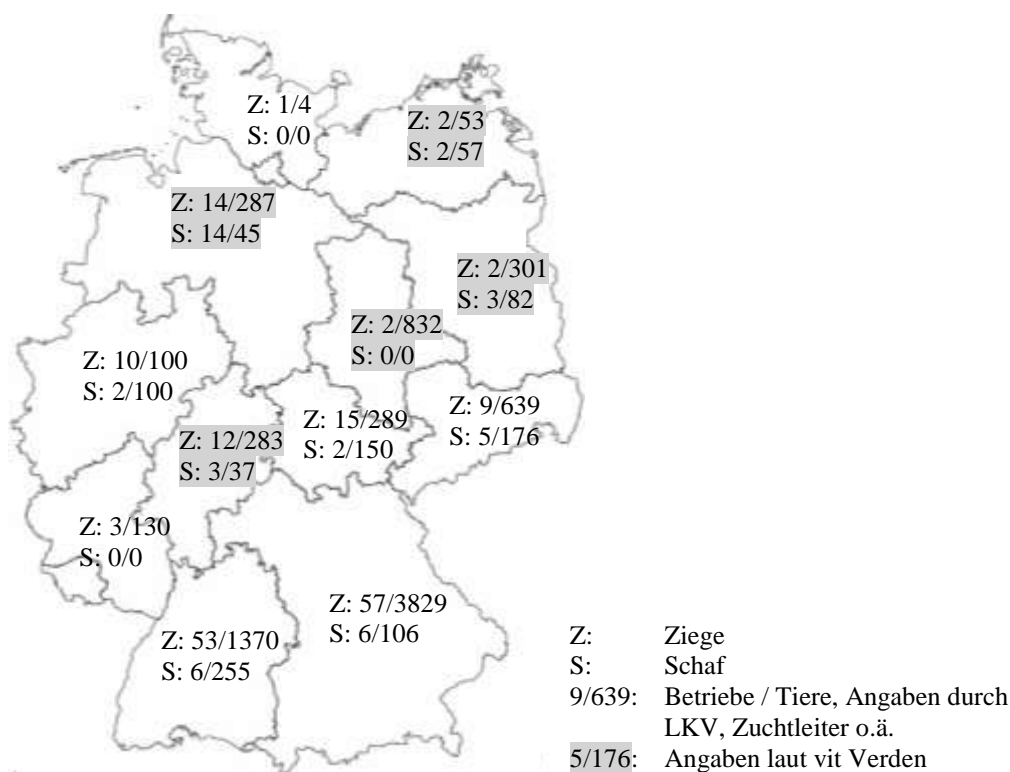 Z: 1/4
S: 0/0
Z: 2/53
S: 2/57
Z: 14/287
S: 14/45
Z: 2/301
S: 3/82
Z: 2/832
S: 0/0
Z: 10/100
S: 2/100
Z: 15/289
S: 2/150
Z: 9/639
S: 5/176
Z: 12/283
S: 3/37
Z: 3/130
S: 0/0
Z: 53/1370
S: 6/255
Z: 57/3829
S: 6/106
Z: Ziege
S: Schaf
9/639: Betriebe / Tiere, Angaben durch
LKV, Zuchtleiter o.ä.
5/176: Angaben laut vit Verden